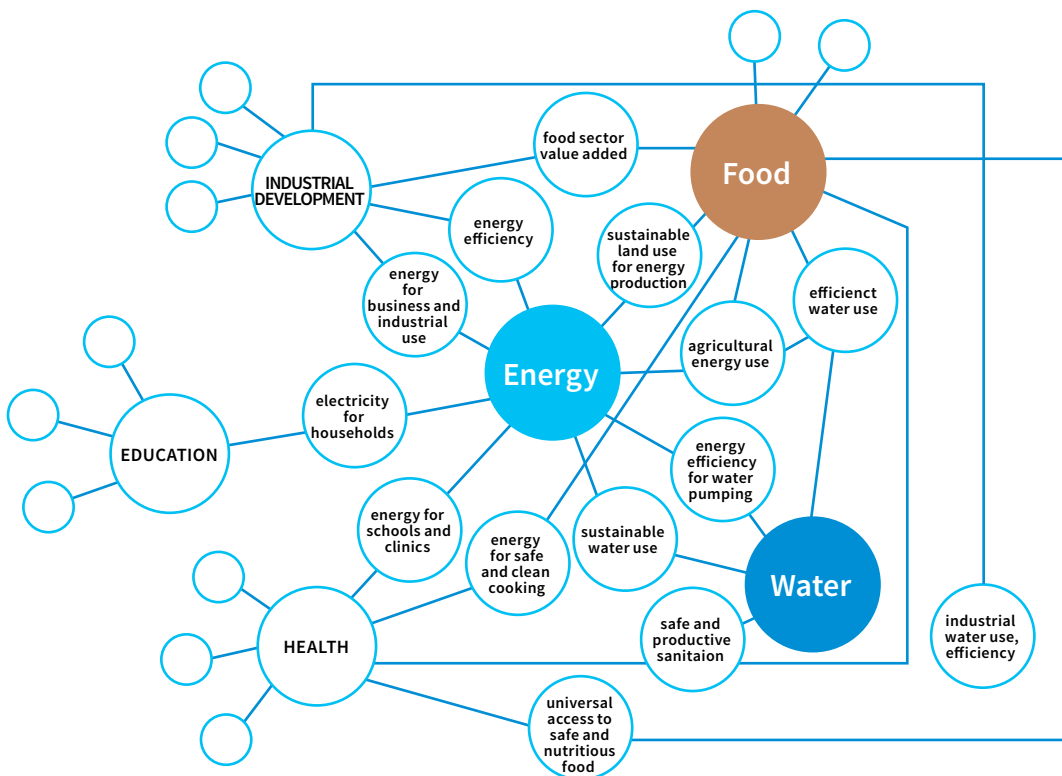 food sector
value added
Food
INDUSTRIAL
DEVELOPMENT
energy
efficiency
sustainable
land use
for energy
production
energy
for
business and
industrial
use
efficienct
water use
agricultural
energy use
Energy
electricity
for
households
EDUCATION
energy
efficiency
for water
pumping
energy for
schools and
clinics
energy
for safe
and clean
cooking
sustainable
water use
Water
safe and
productive
sanitaion
industrial
water use,
efficiency
HEALTH
universal
access to
safe and
nutritious
food